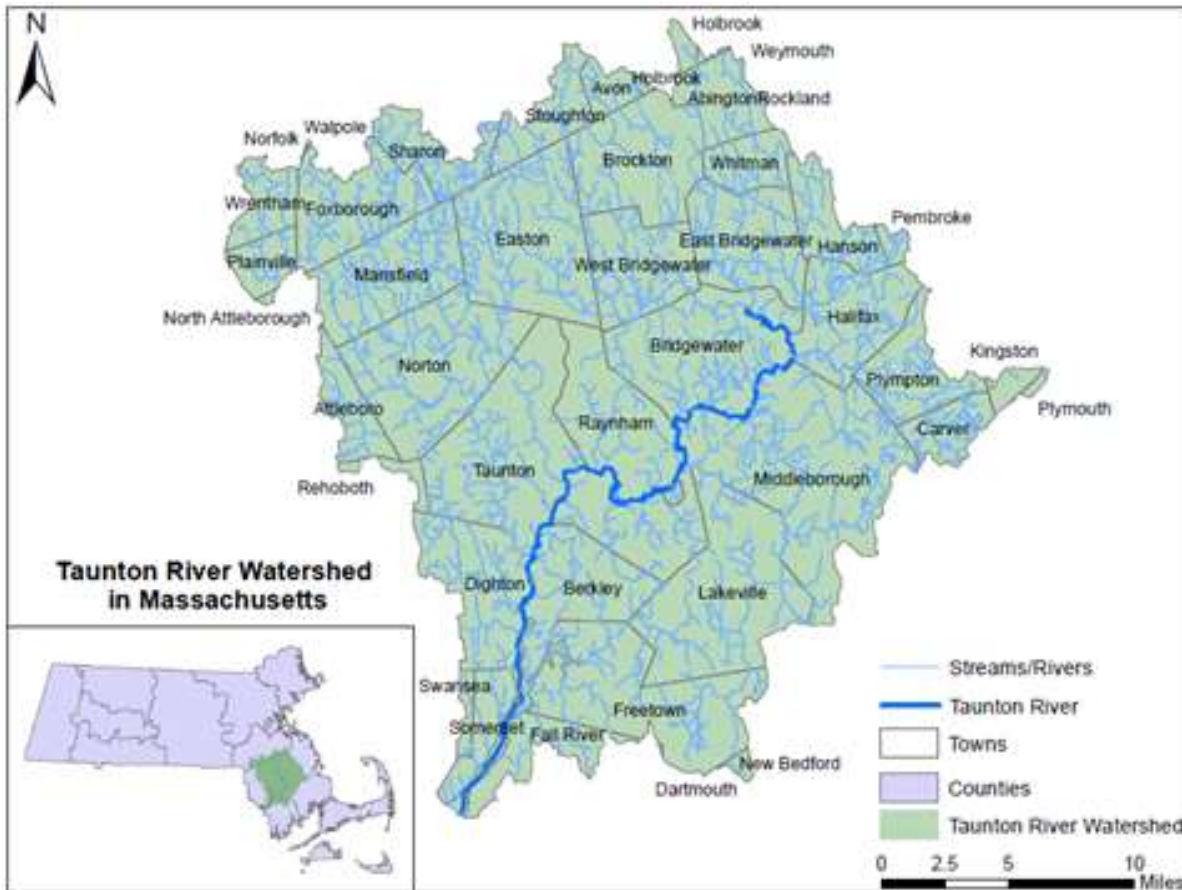 N
Holbrook
Weymouth
Avon
Holbrook
Abington
Rockland
Stoughton
Walpole
Norfolk
Sharon
Brockton
Whitman
Wrentham
Foxborough
Pembroke
Easton
East Bridgewater
Hanson
Plainville
Mansfield
West Bridgewater
North Attleborough
Halifax
Bridgewater
Kingston
Norton
Plympton
Attleboro
Plymouth
Raynham
Carver
Taunton
Middleborough
Rehoboth
Taunton River Watershed
in Massachusetts
Dighton
Berkley
Lakeville
Swansea
Somerset
Freetown
Fall River
New Bedford
Dartmouth
Streams/Rivers
Taunton River
Towns
Counties
Taunton River Watershed
0 2.5 5 10
Miles